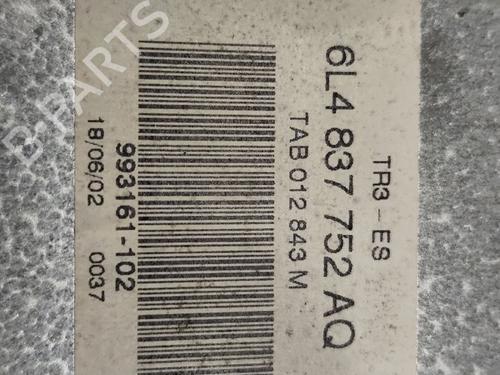 TR3-ES
6L4 837 752 AQ
TAB 012 843 M
993161-102
18/06/02 0037
B-PARTS